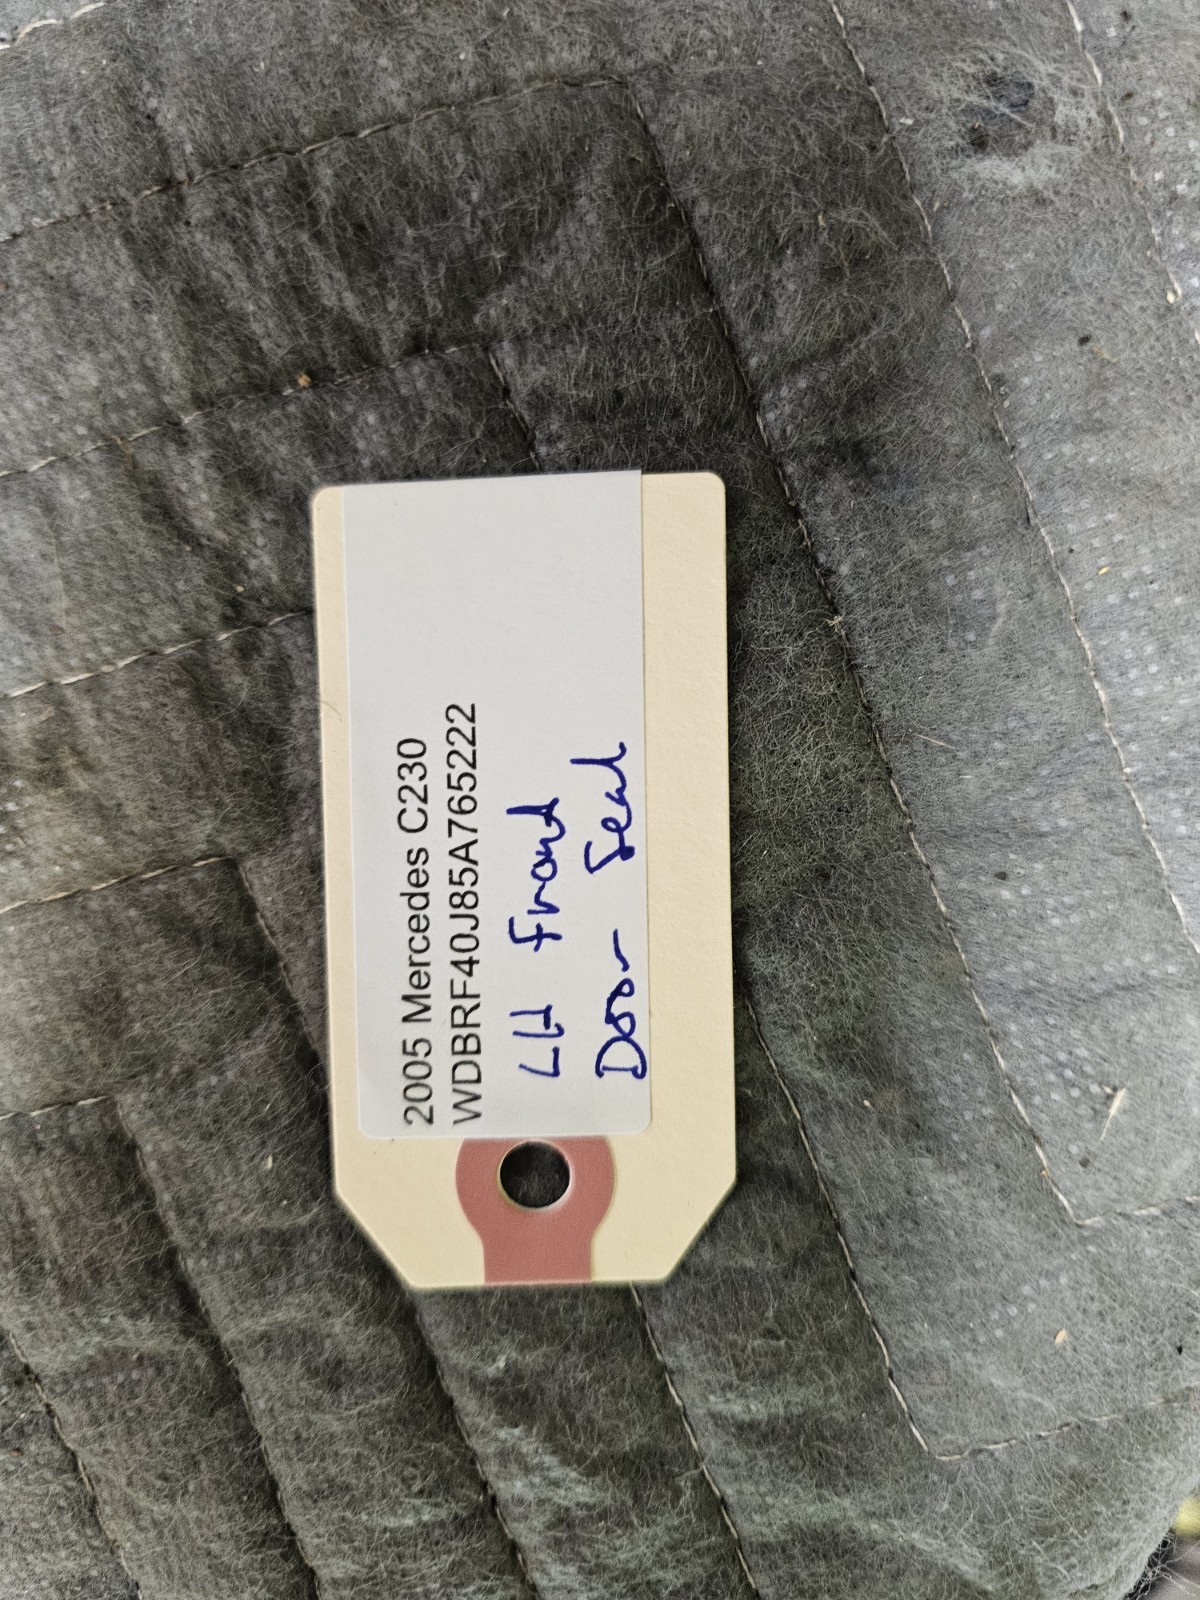 2005 Mercedes C230
WDBRF40J85A765222
LH Front
Door Seal